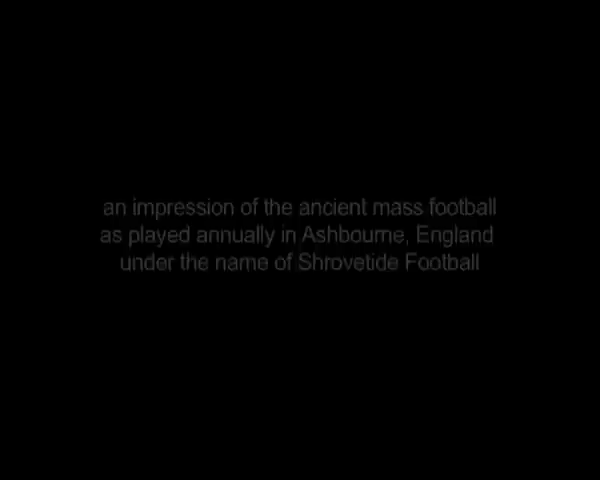 an impression of the ancient mass football
as played annually in Ashbourne, England
under the name of Shrovetide Football